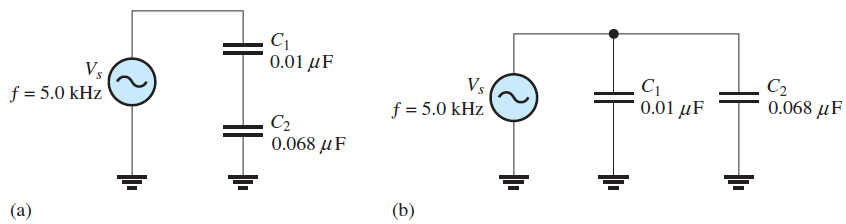 C₁
0.01 μF
Vₛ
f = 5.0 kHz
C₂
0.068 μF
(a)
Vₛ
f = 5.0 kHz
C₁
0.01 μF
C₂
0.068 μF
(b)